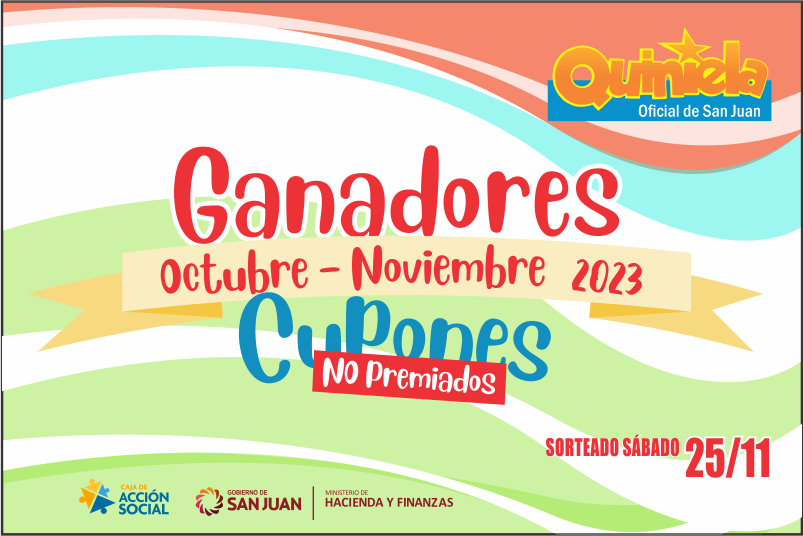 Quiniela
Oficial de San Juan
Ganadores
Octubre - Noviembre 2023
Cupones
NO Premiados
SORTEADO SÁBADO 25/11
CAJA DE
ACCIÓN
SOCIAL
GOBIERNO DE
SAN JUAN
MINISTERIO DE
HACIENDA Y FINANZAS